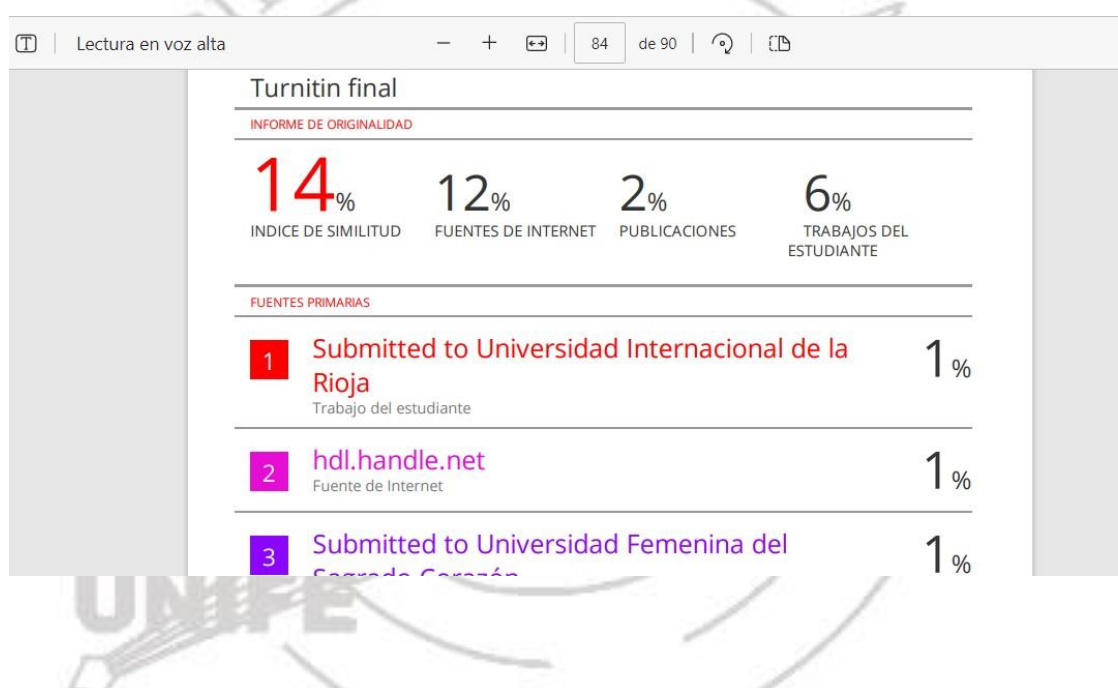 Lectura en voz alta
84 de 90
Turnitin final
INFORME DE ORIGINALIDAD
14% 12% 2% 6%
INDICE DE SIMILITUD FUENTES DE INTERNET PUBLICACIONES TRABAJOS DEL
ESTUDIANTE
FUENTES PRIMARIAS
1 Submitted to Universidad Internacional de la 1%
Rioja
Trabajo del estudiante
2 hdl.handle.net 1%
Fuente de Internet
3 Submitted to Universidad Femenina del 1%
Sagrado Corazón
UNIFE